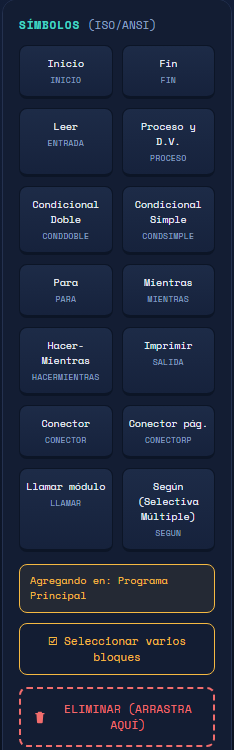 SÍMBOLOS (ISO/ANSI)
Inicio
INICIO
Fin
FIN
Leer
ENTRADA
Proceso y
D.V.
PROCESO
Condicional
Doble
CONDDOBLE
Condicional
Simple
CONDSIMPLE
Para
PARA
Mientras
MIENTRAS
Hacer-
Mientras
HACERMIENTRAS
Imprimir
SALIDA
Conector
CONECTOR
Conector pág.
CONECTORP
Llamar módulo
LLAMAR
Según
(Selectiva
Múltiple)
SEGUN
Agregando en: Programa
Principal
Seleccionar varios
bloques
ELIMINAR (ARRASTRA
AQUÍ)